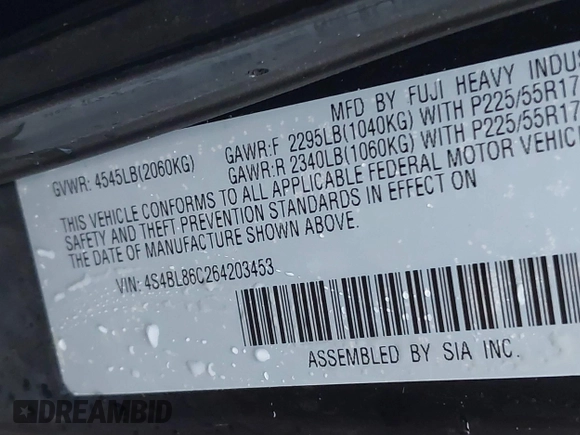 MFD BY FUJI HEAVY INDUS
GVWR: 4545LB(2060KG) GAWR:F 2295LB(1040KG) WITH P225/55R17
GAWR:R 2340LB(1060KG) WITH P225/55R17
THIS VEHICLE CONFORMS TO ALL APPLICABLE FEDERAL MOTOR VEHIC
SAFETY AND THEFT PREVENTION STANDARDS IN EFFECT ON
THE DATE OF MANUFACTURE SHOWN ABOVE.
VIN: 4S4BL86C264203453
ASSEMBLED BY SIA INC.
DREAMBID